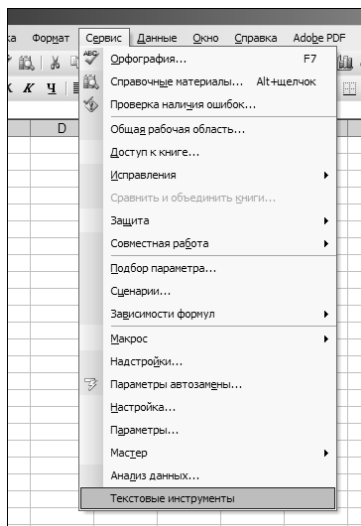 ка Формат Сервис Данные Окно Справка Adobe PDF
Орфография... F7
Справочные материалы... Alt+щелчок
К Ч
Проверка наличия ошибок...
D
Общая рабочая область...
Доступ к книге...
Исправления
Сравнить и объединить книги...
Защита
Совместная работа
Подбор параметра...
Сценарии...
Зависимости формул
Макрос
Надстройки...
Параметры автозамены...
Настройка...
Параметры...
Мастер
Анализ данных...
Текстовые инструменты